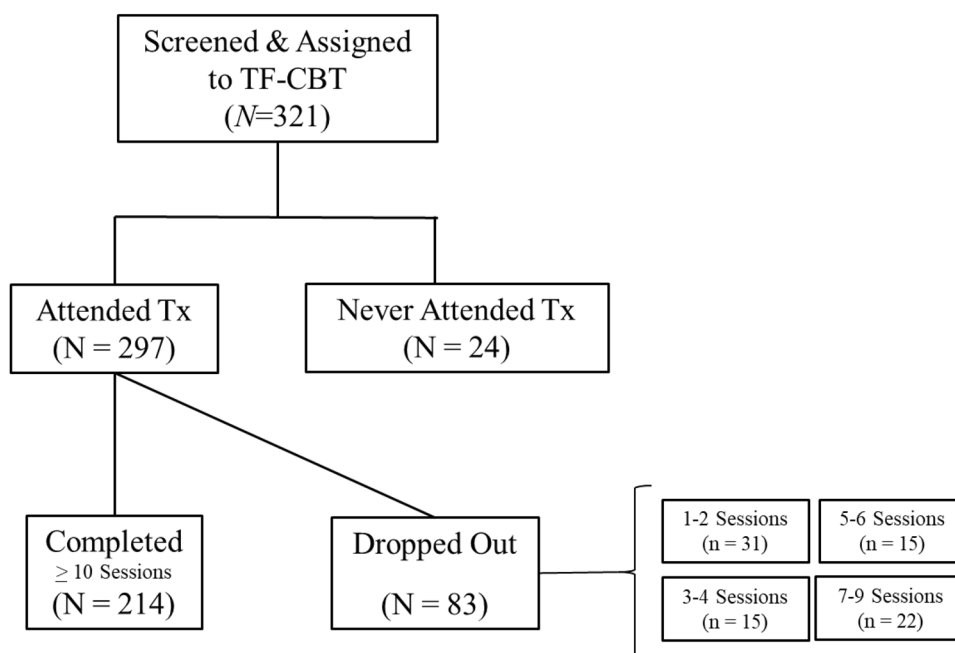 Screened & Assigned
to TF-CBT
(N=321)
Attended Tx
(N = 297)
Never Attended Tx
(N = 24)
Completed
≥ 10 Sessions
(N = 214)
Dropped Out
(N = 83)
1-2 Sessions
(n = 31)
5-6 Sessions
(n = 15)
3-4 Sessions
(n = 15)
7-9 Sessions
(n = 22)